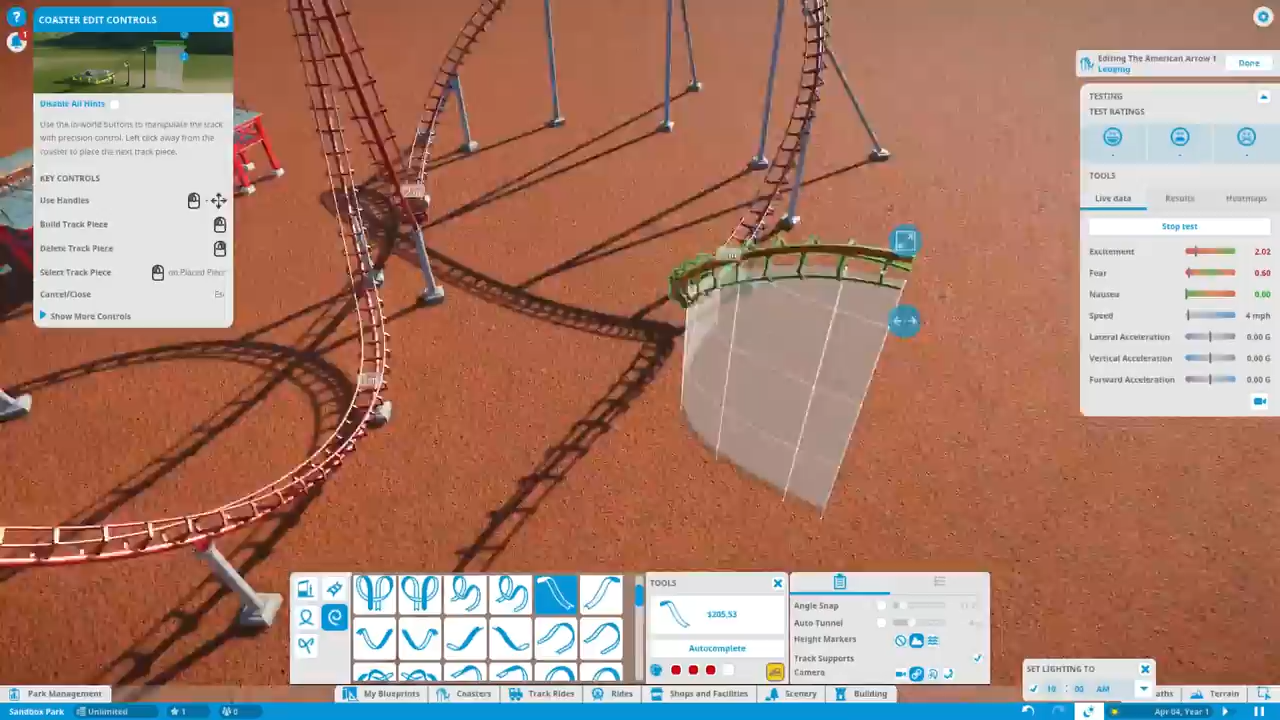 COASTER EDIT CONTROLS
1
Disable All Hints
Use the in-world buttons to manipulate the track
with precision control. Left click away from the
coaster to place the next track piece.
KEY CONTROLS
Use Handles
Build Track Piece
Delete Track Piece
Select Track Piece
on Placed Piece
Cancel/Close
Show More Controls
Editing The American Arrow 1
Done
TESTING
TEST RATINGS
- - -
TOOLS
Live data
Results
Heatmaps
Stop test
Excitement 2.02
Fear 0.60
Nausea 0.00
Speed 4 mph
Lateral Acceleration 0.00 G
Vertical Acceleration 0.00 G
Forward Acceleration 0.00 G
TOOLS
$205.53
Autocomplete
Angle Snap
Auto Tunnel
Height Markers
Track Supports
Camera
SET LIGHTING TO
10 : 00 AM
Park Management
My Blueprints
Coasters
Track Rides
Rides
Shops and Facilities
Scenery
Building
Terrain
Sandbox Park
Unlimited
1
0
Apr 04, Year 1